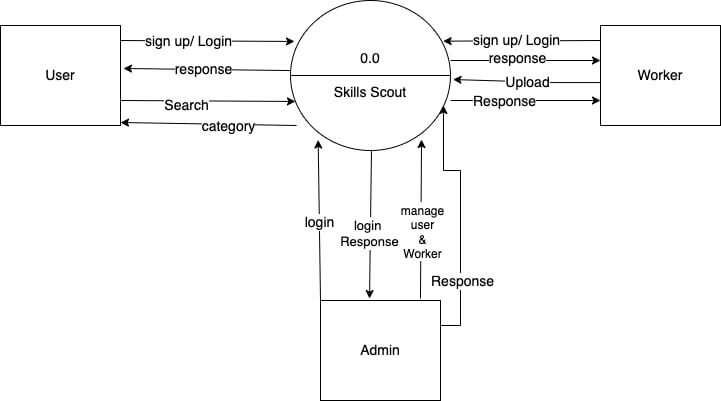 User
sign up/ Login
response
Search
category
0.0
Skills Scout
sign up/ Login
response
Upload
Response
Worker
login
login
Response
manage
user
&
Worker
Response
Admin